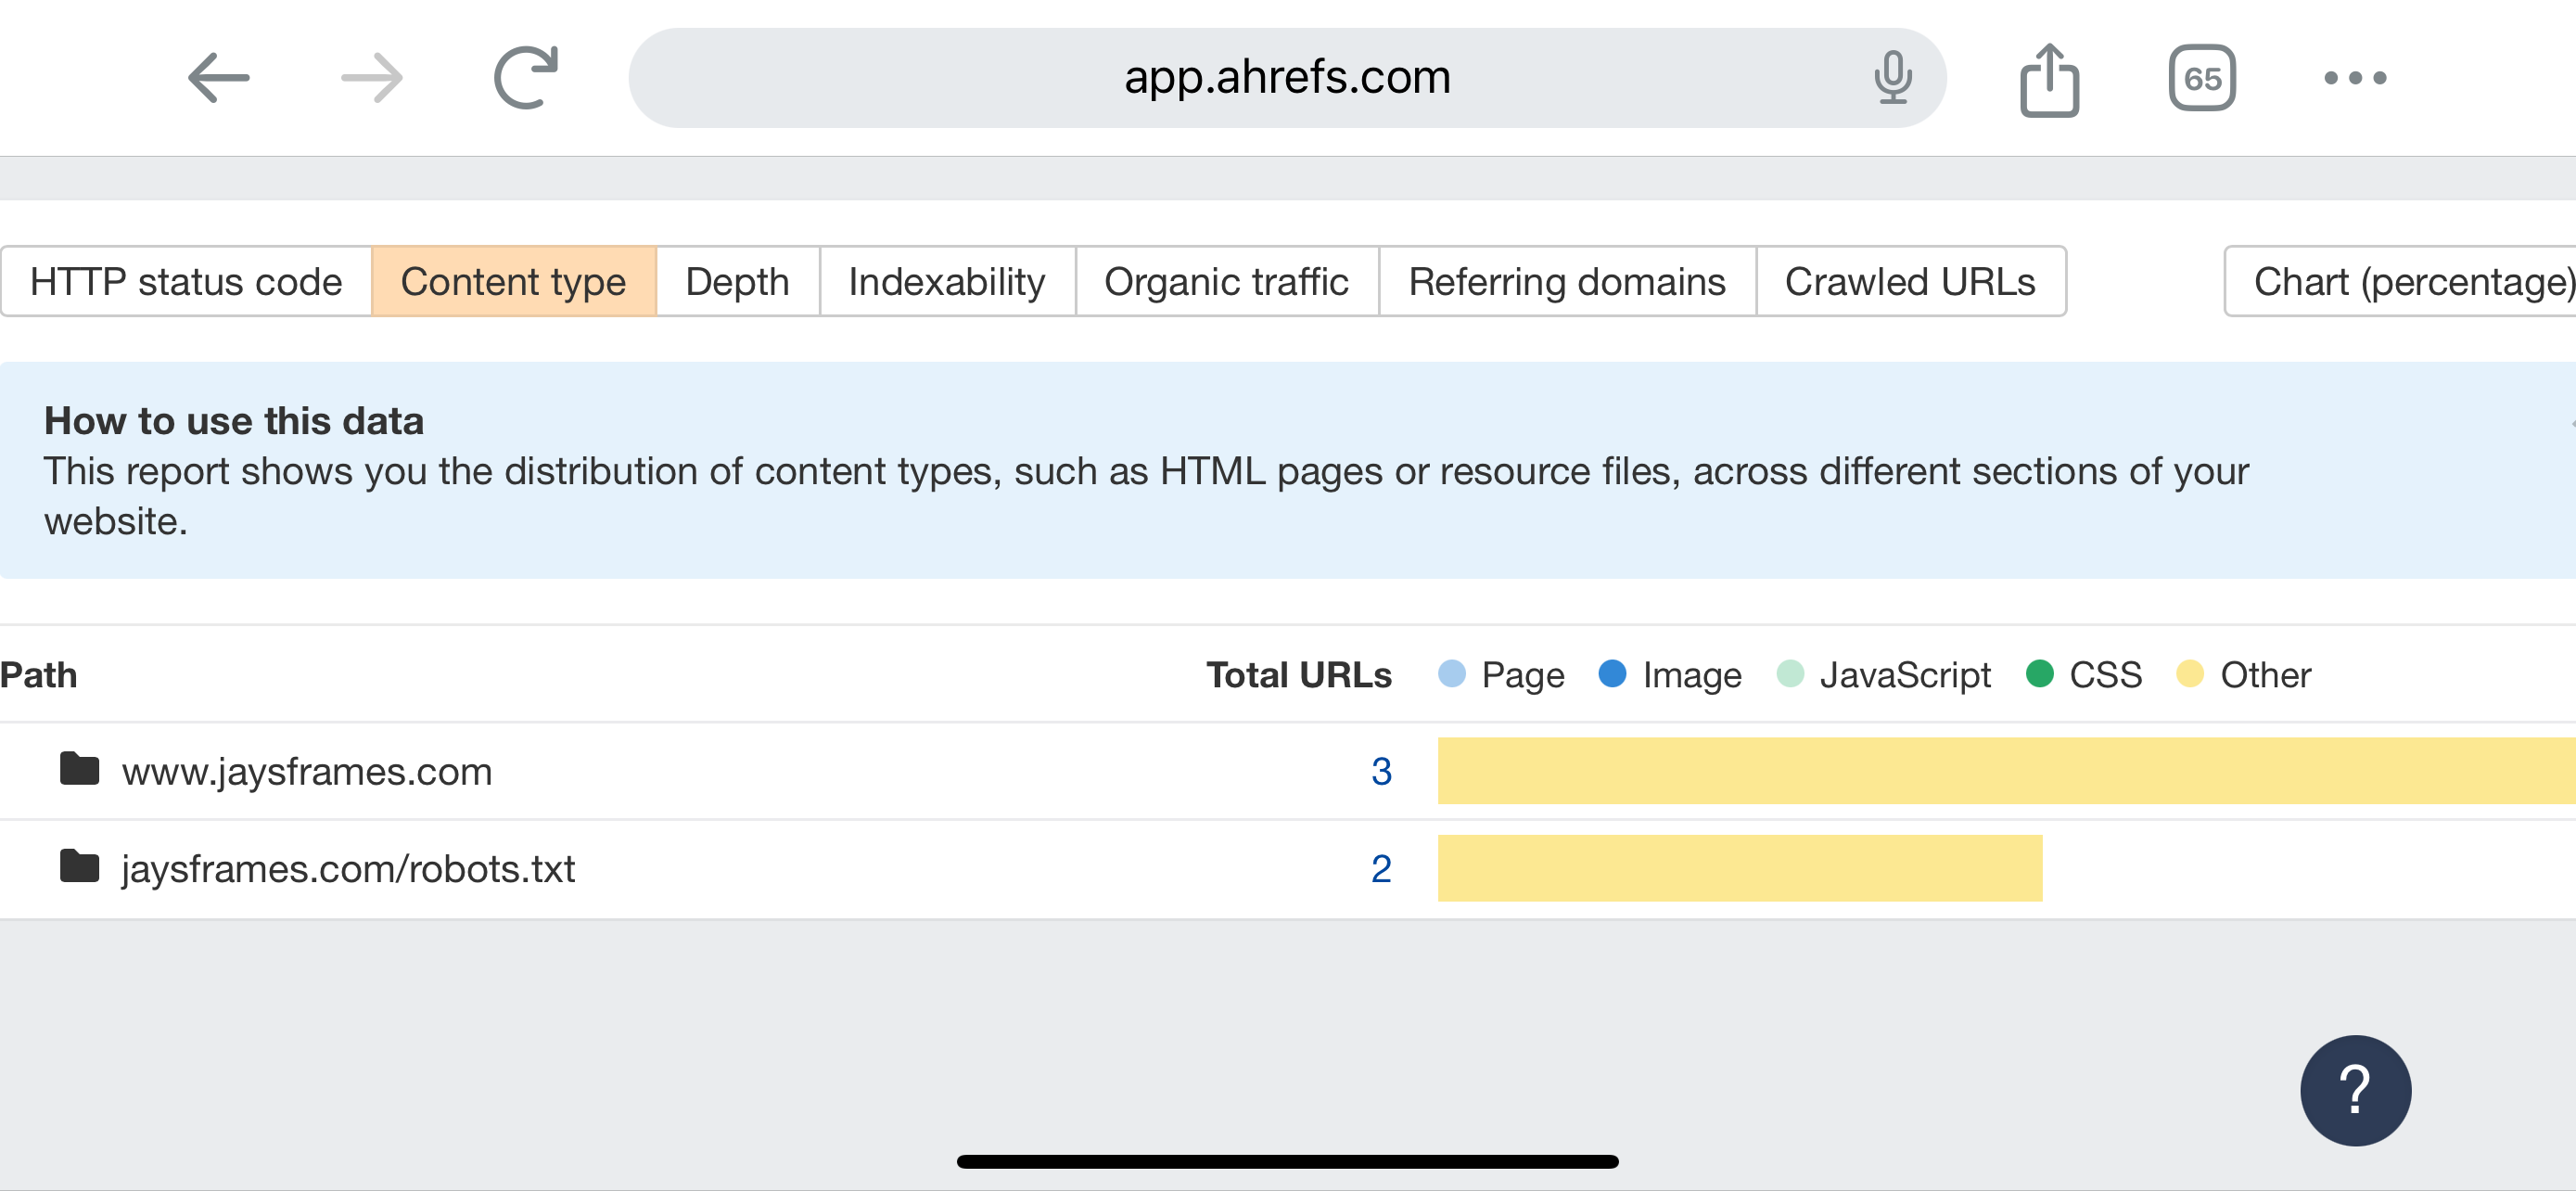 app.ahrefs.com
65
HTTP status code Content type Depth Indexability Organic traffic Referring domains Crawled URLs Chart (percentage)
How to use this data
This report shows you the distribution of content types, such as HTML pages or resource files, across different sections of your
website.
Path Total URLs Page Image JavaScript CSS Other
www.jaysframes.com 3
jaysframes.com/robots.txt 2
?